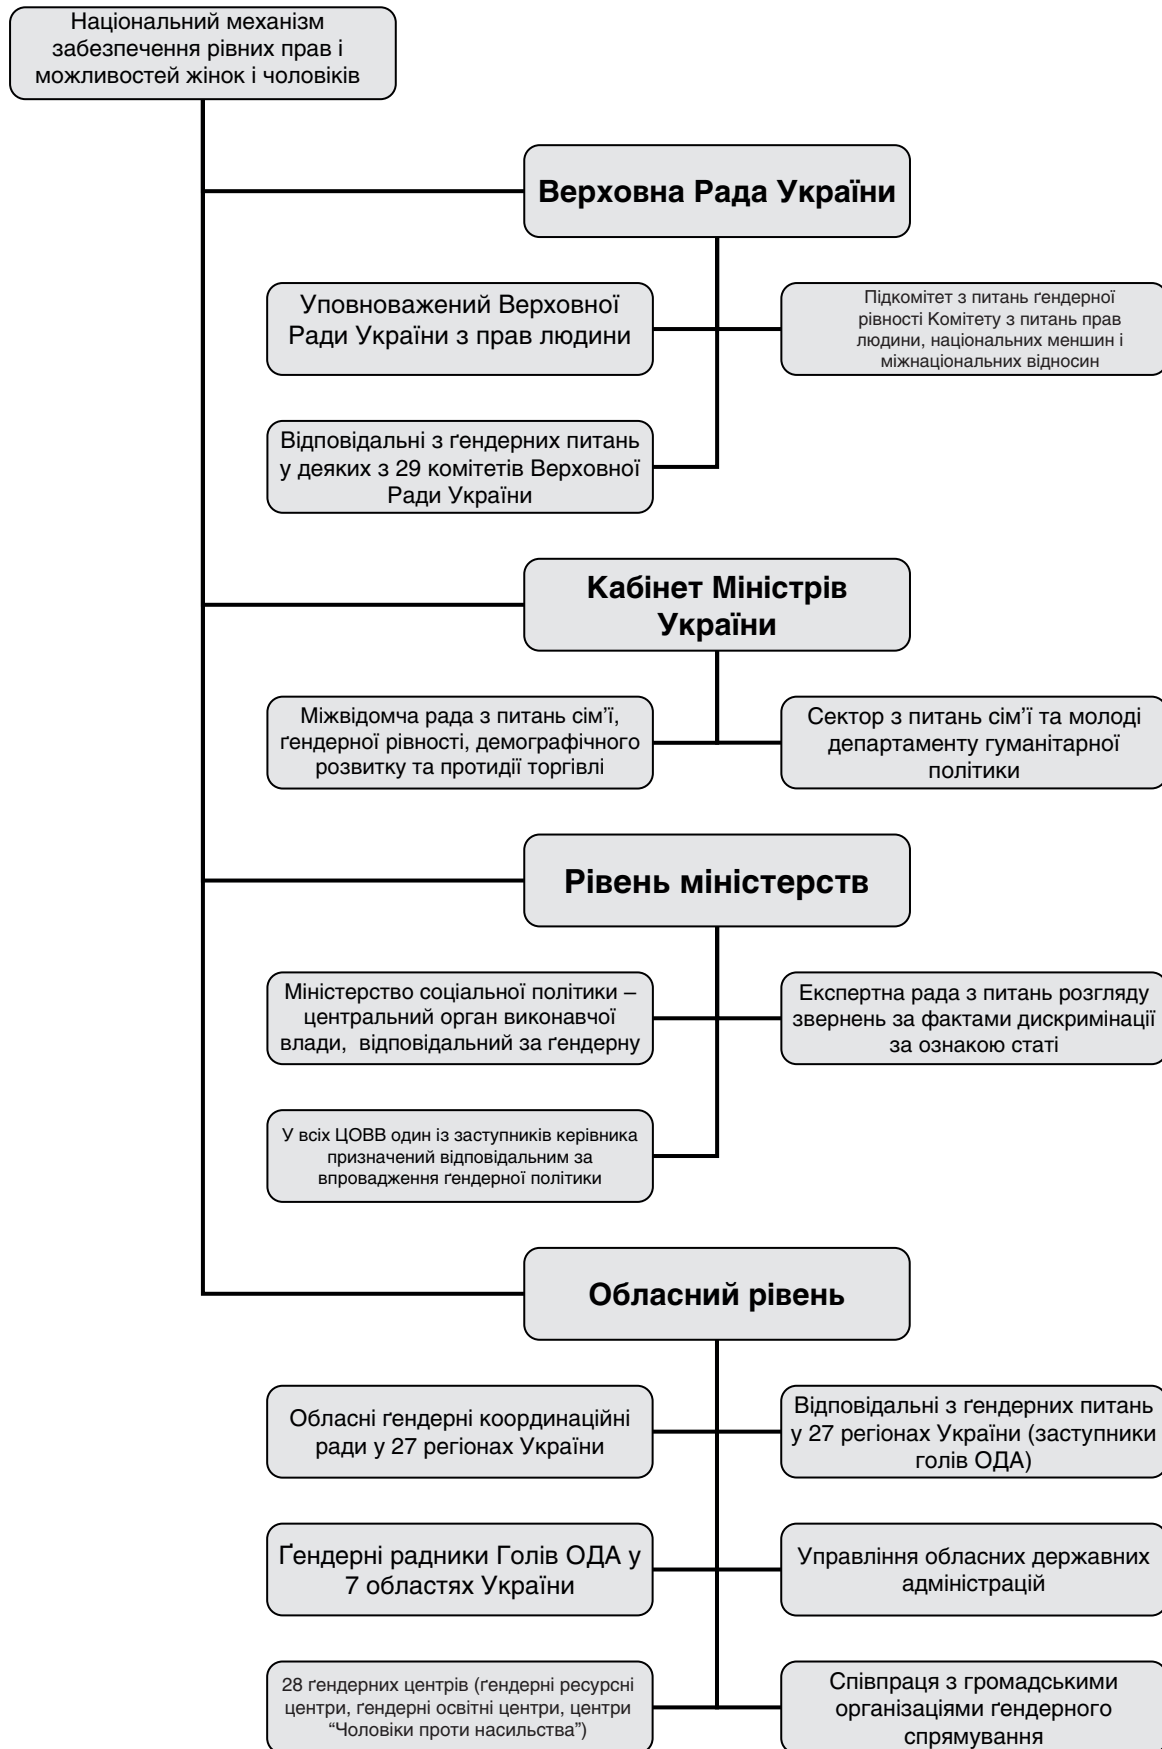 Національний механізм
забезпечення рівних прав і
можливостей жінок і чоловіків
Верховна Рада України
Уповноважений Верховної
Ради України з прав людини
Підкомітет з питань ґендерної
рівності Комітету з питань прав
людини, національних меншин і
міжнаціональних відносин
Відповідальні з ґендерних питань
у деяких з 29 комітетів Верховної
Ради України
Кабінет Міністрів
України
Міжвідомча рада з питань сім’ї,
ґендерної рівності, демографічного
розвитку та протидії торгівлі
Сектор з питань сім’ї та молоді
департаменту гуманітарної
політики
Рівень міністерств
Міністерство соціальної політики –
центральний орган виконавчої
влади, відповідальний за ґендерну
Експертна рада з питань розгляду
звернень за фактами дискримінації
за ознакою статі
У всіх ЦОВВ один із заступників керівника
призначений відповідальним за
впровадження ґендерної політики
Обласний рівень
Обласні ґендерні координаційні
ради у 27 регіонах України
Відповідальні з ґендерних питань
у 27 регіонах України (заступники
голів ОДА)
Ґендерні радники Голів ОДА у
7 областях України
Управління обласних державних
адміністрацій
28 ґендерних центрів (ґендерні ресурсні
центри, ґендерні освітні центри, центри
“Чоловіки проти насильства”)
Співпраця з громадськими
організаціями ґендерного
спрямування